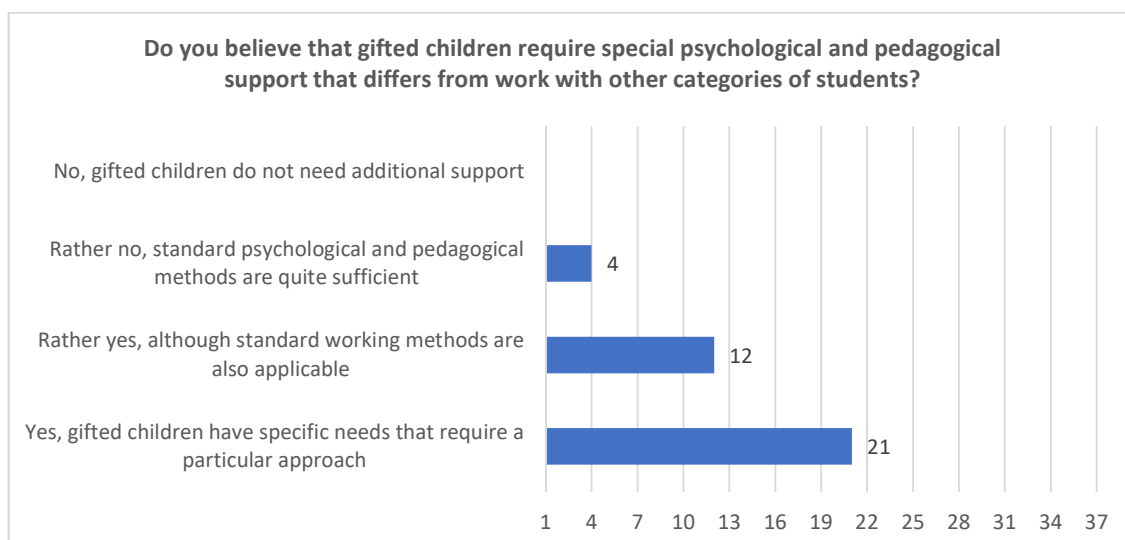 Do you believe that gifted children require special psychological and pedagogical
support that differs from work with other categories of students?
No, gifted children do not need additional support
Rather no, standard psychological and pedagogical
methods are quite sufficient
4
Rather yes, although standard working methods are
also applicable
12
Yes, gifted children have specific needs that require a
particular approach
21
1 4 7 10 13 16 19 22 25 28 31 34 37